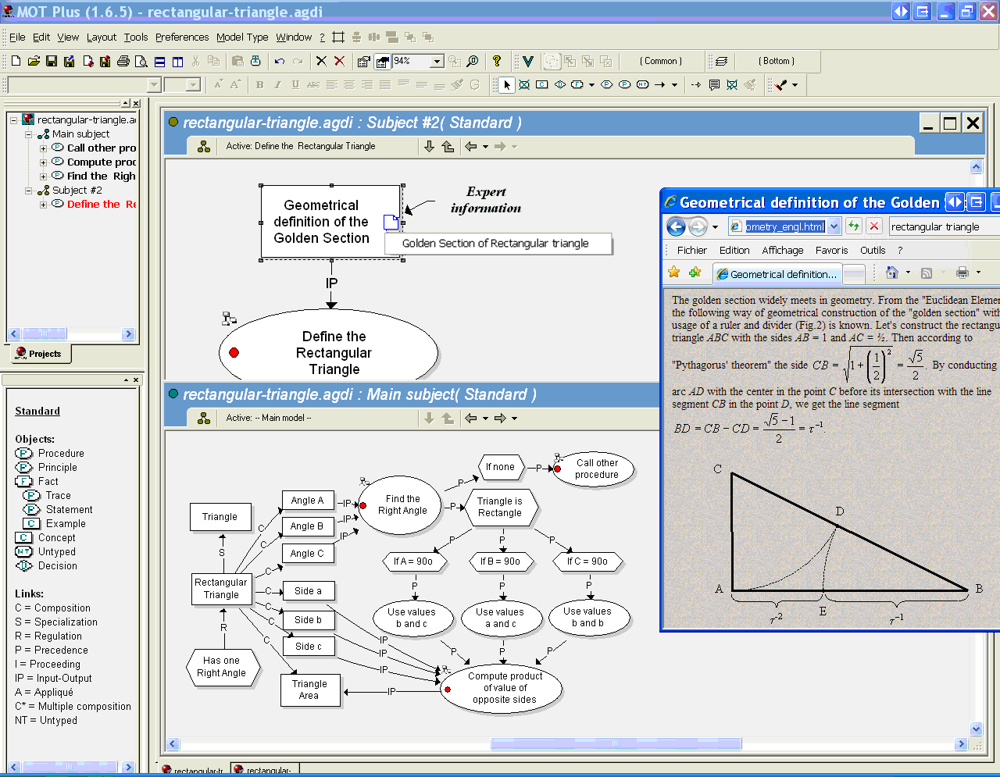 MOT Plus (1.6.5) - rectangular-triangle.agdi
File Edit View Layout Tools Preferences Model Type Window ?
94% ( Common ) ( Bottom )
rectangular-triangle.a
Main subject
Call other pro
Compute proc
Find the Righ
Subject #2
Define the Re
Projects
Standard
Objects:
P Procedure
P Principle
F Fact
P Trace
P Statement
C Example
C Concept
NT Untyped
D Decision
Links:
C = Composition
S = Specialization
R = Regulation
P = Precedence
I = Proceeding
IP = Input-Output
A = Appliqué
C* = Multiple composition
NT = Untyped
rectangular-triangle.agdi : Subject #2( Standard )
Active: Define the Rectangular Triangle
Geometrical
definition of the
Golden Section
Expert
information
Golden Section of Rectangular triangle
IP
Define the
Rectangular
Triangle
rectangular-triangle.agdi : Main subject( Standard )
Active: -- Main model --
If none
P
Call other
procedure
Triangle
Angle A
Angle B
Angle C
IP
IP
IP
Find the
Right Angle
P
P
Triangle is
Rectangle
S
C
C
C
C
C
P
P
P
If A = 90o
If B = 90o
If C = 90o
Rectangular
Triangle
Side a
Side b
Side c
P
P
P
Use values
b and c
Use values
a and c
Use values
b and b
R
IP
IP
IP
P
P
P
Has one
Right Angle
Triangle
Area
IP
Compute product
of value of
opposite sides
rectangular-tr
rectangular-
Geometrical definition of the Golden
ometry_engl.html
rectangular triangle
Fichier Edition Affichage Favoris Outils ?
Geometrical definition...
The golden section widely meets in geometry. From the "Euclidean Eleme
the following way of geometrical construction of the "golden section" with
usage of a ruler and divider (Fig.2) is known. Let's construct the rectangu
triangle ABC with the sides AB = 1 and AC = ½. Then according to
"Pythagorus' theorem" the side CB = √(1 + (1/2)²) = √5/2. By conducting
arc AD with the center in the point C before its intersection with the line
segment CB in the point D, we get the line segment
BD = CB − CD = (√5 − 1)/2 = τ⁻¹.
C
D
A
B
E
τ⁻²
τ⁻¹